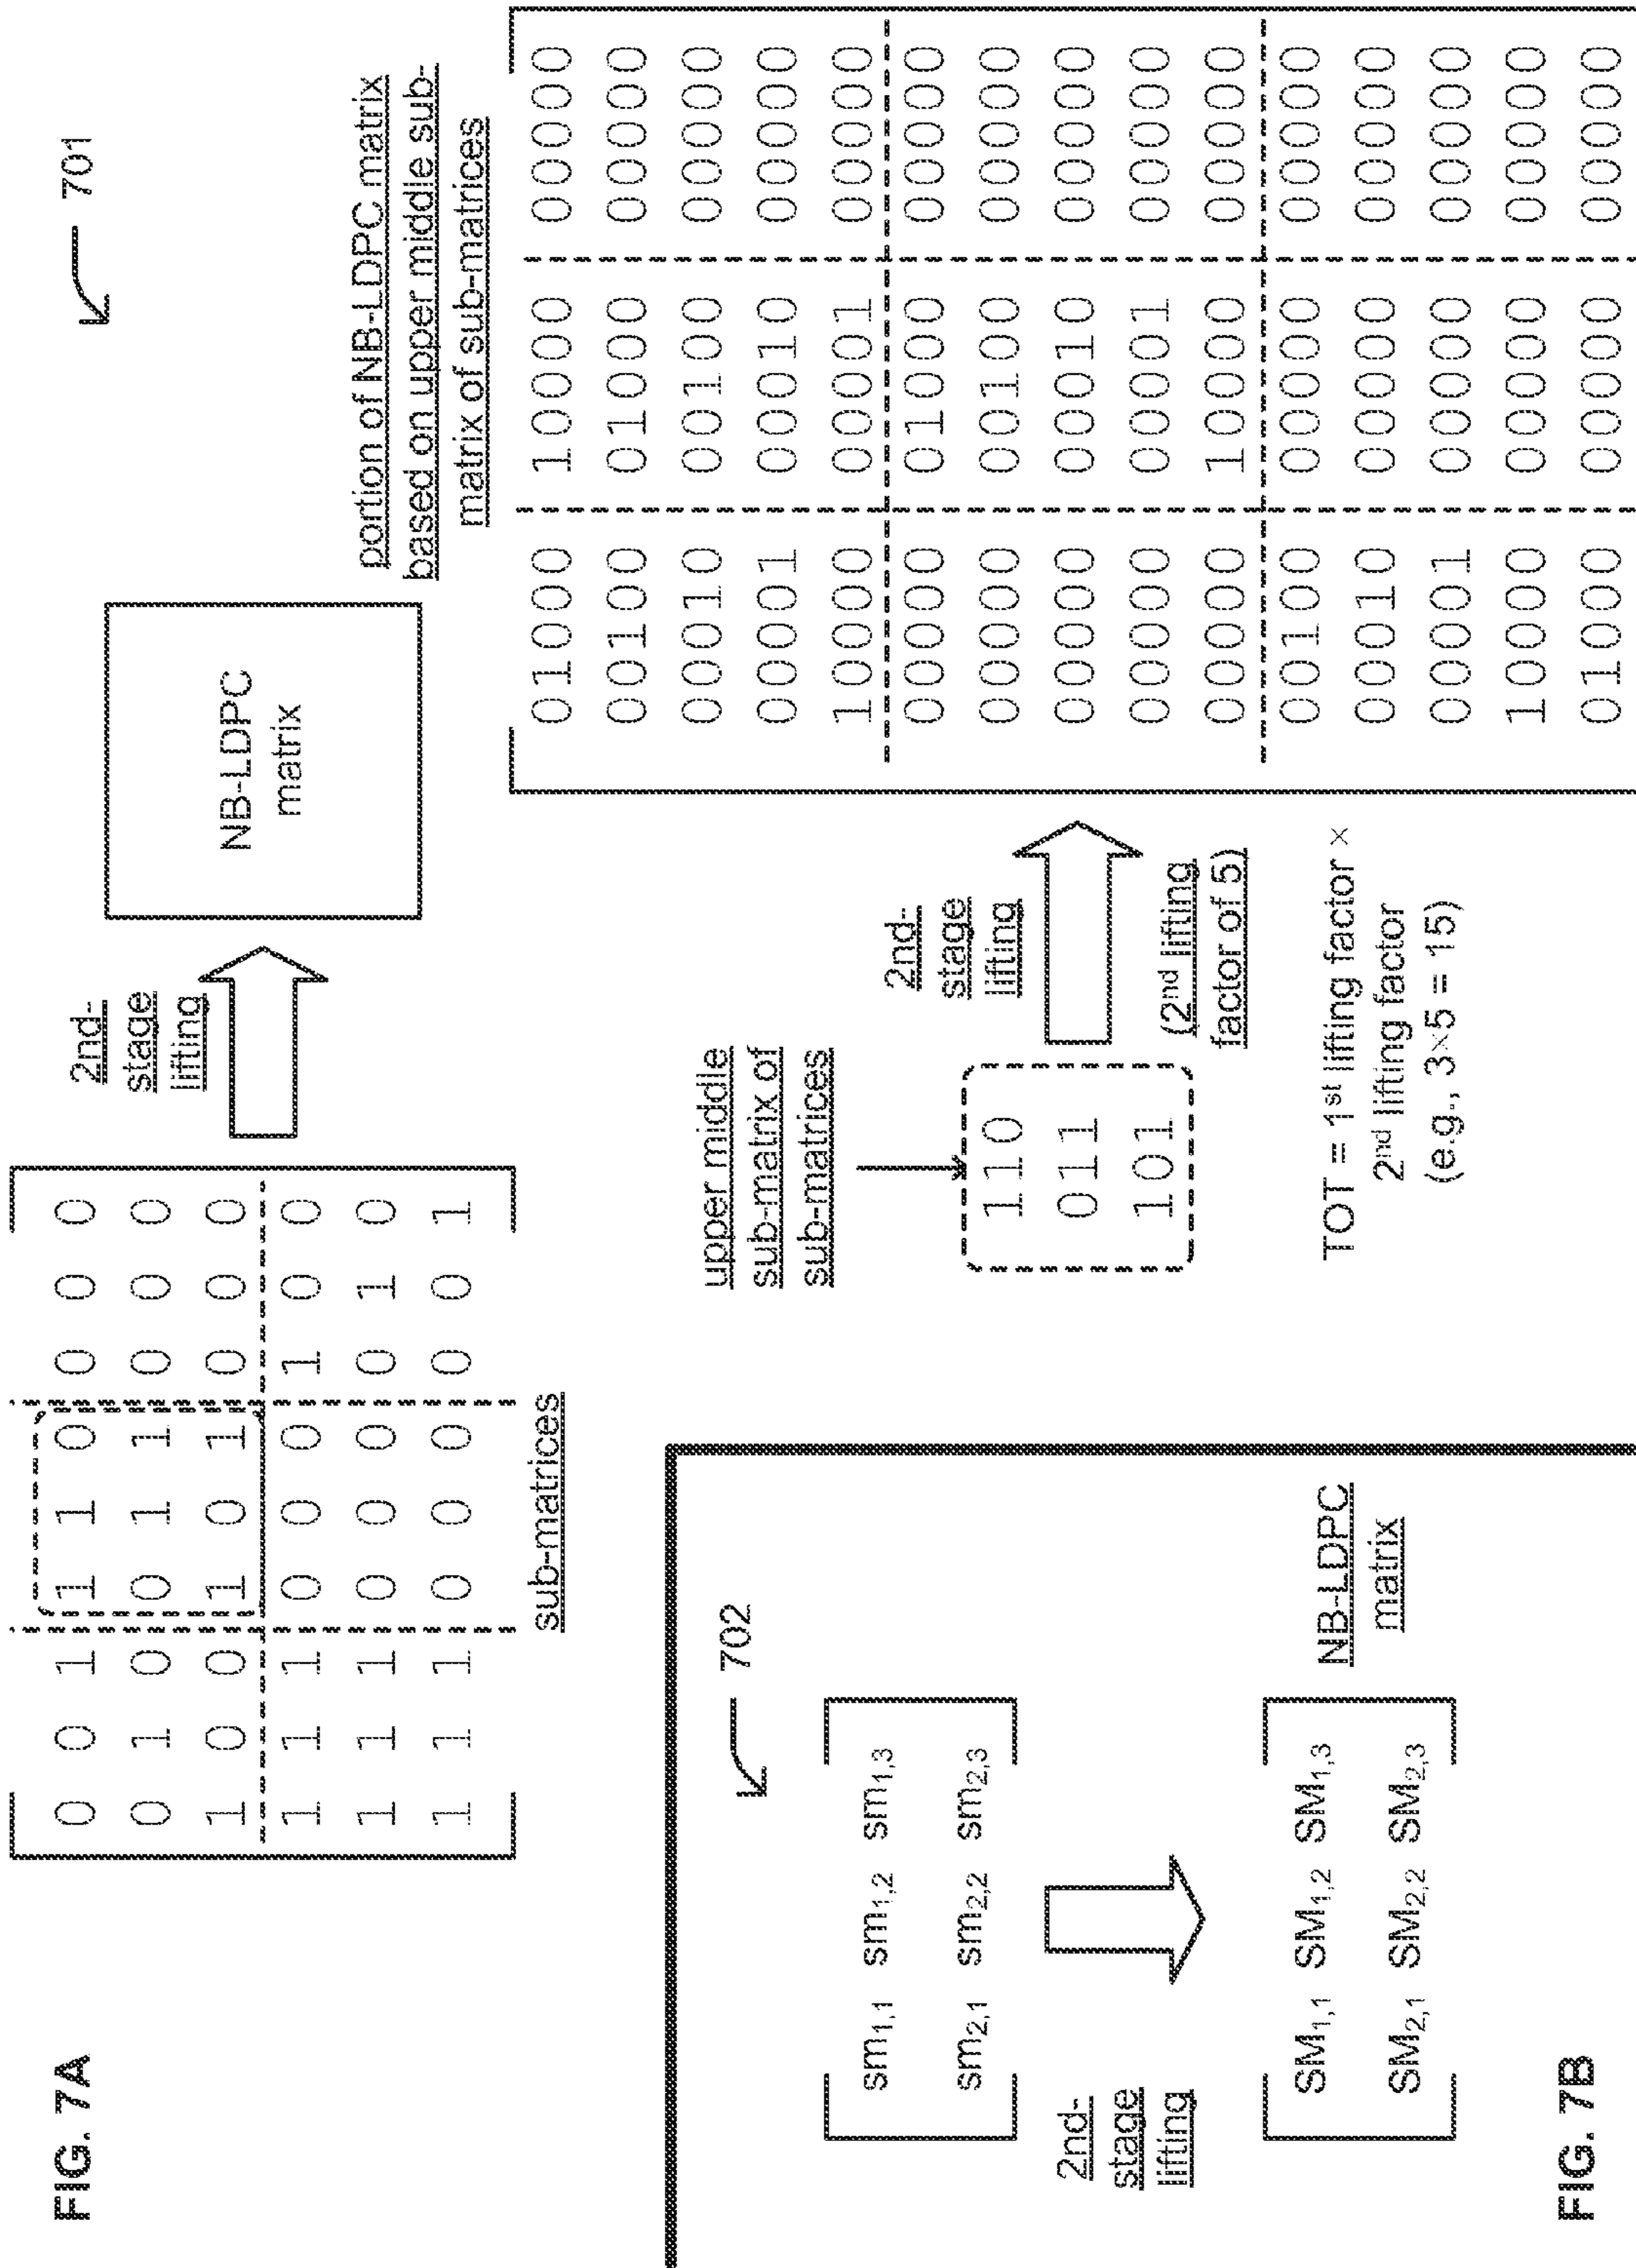 FIG. 7A
0 0 1 1 1 0 0 0 0
0 1 0 0 1 1 0 0 0
1 0 0 1 0 1 0 0 0
1 1 1 0 0 0 1 0 0
1 1 1 0 0 0 0 1 0
1 1 1 0 0 0 0 0 1
sub-matrices
2nd-
stage
lifting
NB-LDPC
matrix
701
upper middle
sub-matrix of
sub-matrices
110
011
101
2nd-
stage
lifting
(2nd lifting
factor of 5)
TOT = 1st lifting factor ×
2nd lifting factor
(e.g., 3×5 = 15)
portion of NB-LDPC matrix
based on upper middle sub-
matrix of sub-matrices
01000 10000 00000
00100 01000 00000
00010 00100 00000
00001 00010 00000
10000 00001 00000
00000 01000 00000
00000 00100 00000
00000 00010 00000
00000 00001 00000
00000 10000 00000
00100 00000 00000
00010 00000 00000
00001 00000 00000
10000 00000 00000
01000 00000 00000
702
sm1,1 sm1,2 sm1,3
sm2,1 sm2,2 sm2,3
2nd-
stage
lifting
SM1,1 SM1,2 SM1,3
SM2,1 SM2,2 SM2,3
NB-LDPC
matrix
FIG. 7B